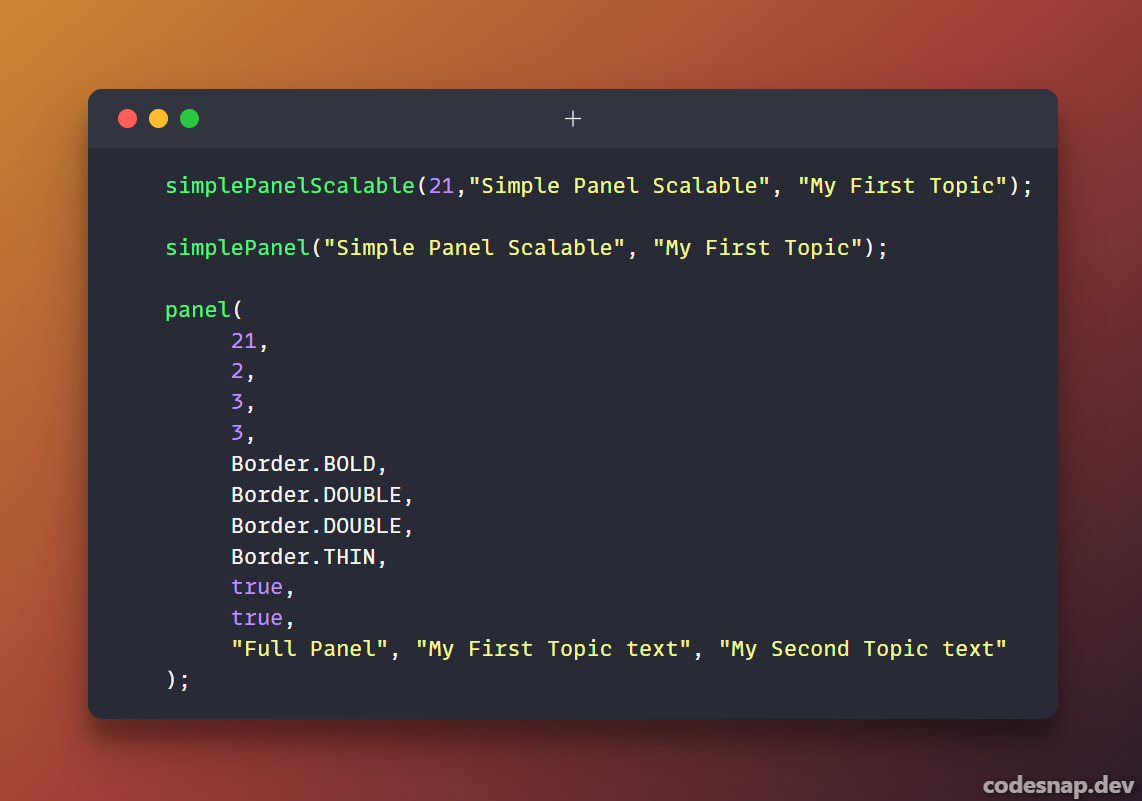 simplePanelScalable(21,"Simple Panel Scalable", "My First Topic");
simplePanel("Simple Panel Scalable", "My First Topic");
panel(
21,
2,
3,
3,
Border.BOLD,
Border.DOUBLE,
Border.DOUBLE,
Border.THIN,
true,
true,
"Full Panel", "My First Topic text", "My Second Topic text"
);
codesnap.dev